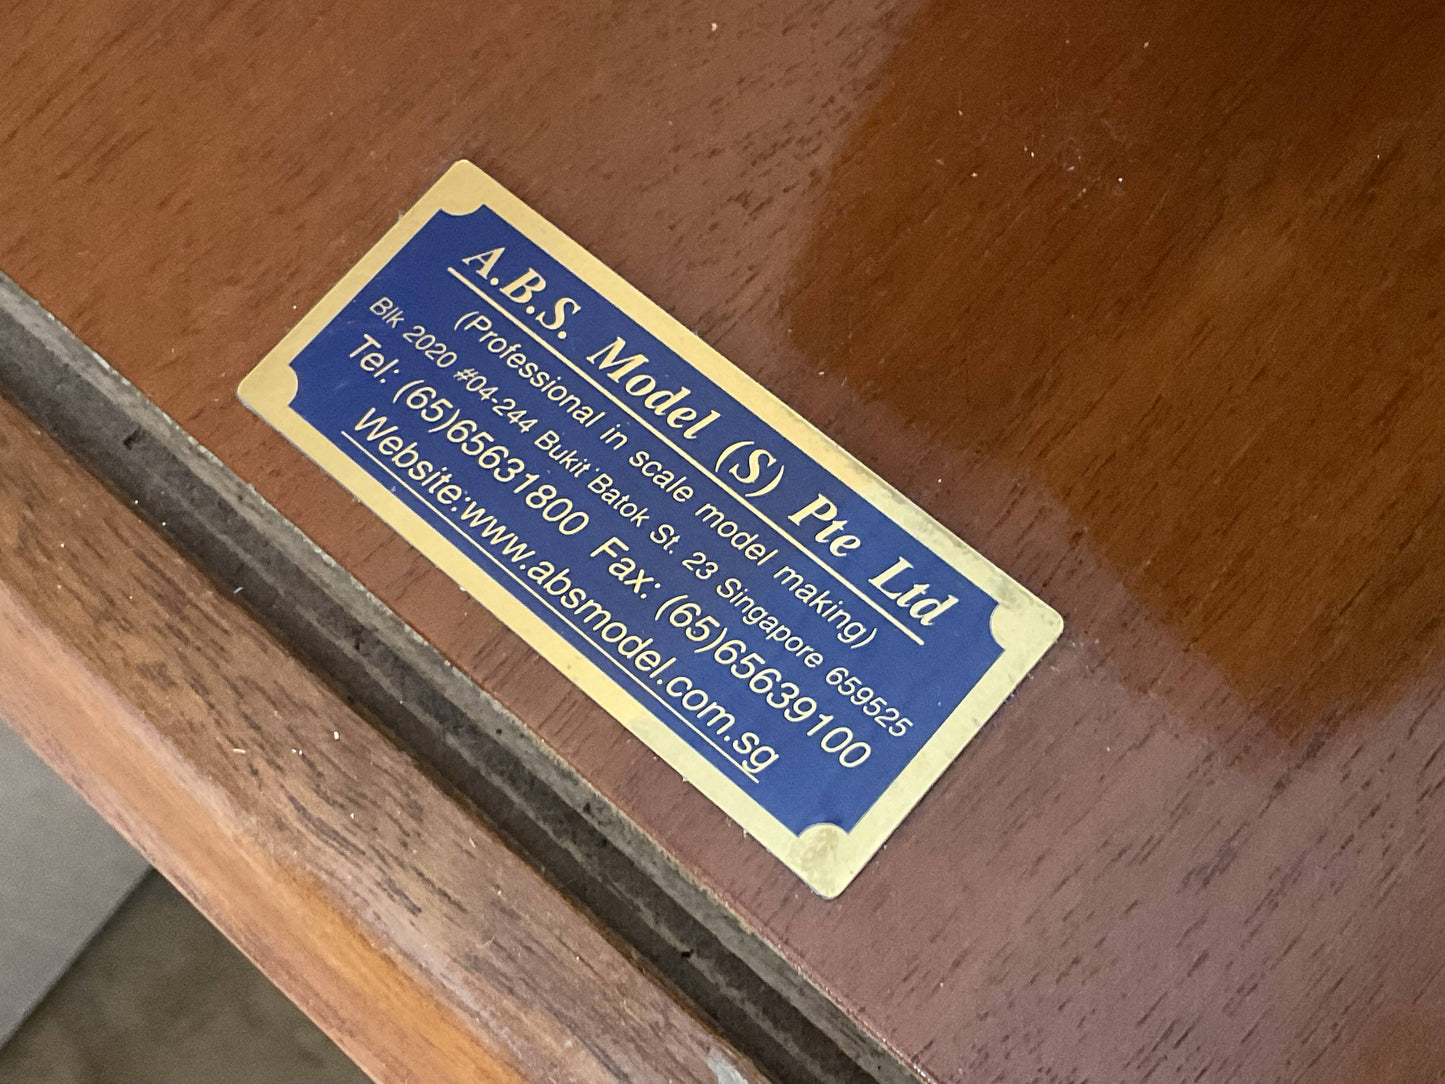 A.B.S. Model (S) Pte Ltd
(Professional in scale model making)
Blk 2020 #04-244 Bukit Batok St. 23 Singapore 659525
Tel: (65)65631800 Fax: (65)65639100
Website:www.absmodel.com.sg